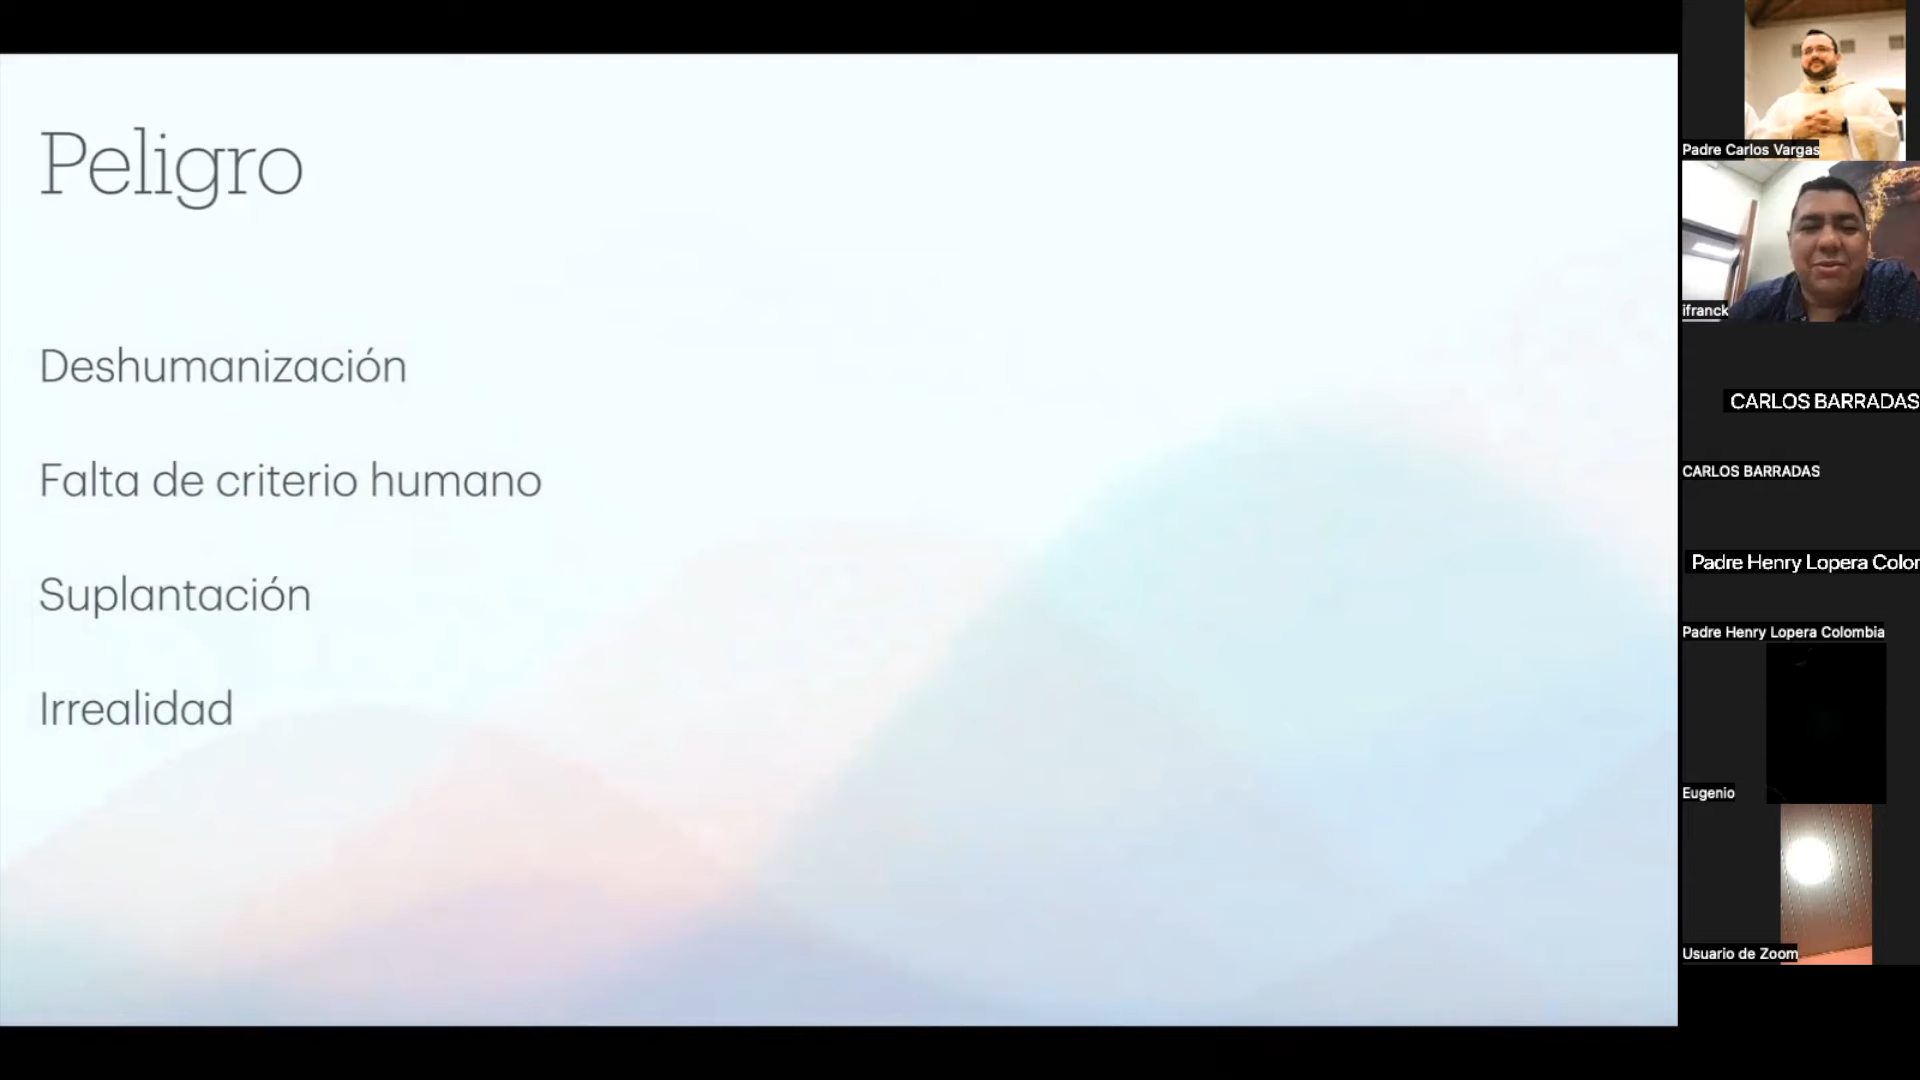 Peligro
Deshumanización
Falta de criterio humano
Suplantación
Irrealidad
Padre Carlos Vargas
ifranck
CARLOS BARRADAS
CARLOS BARRADAS
Padre Henry Lopera Color
Padre Henry Lopera Colombia
Eugenio
Usuario de Zoom